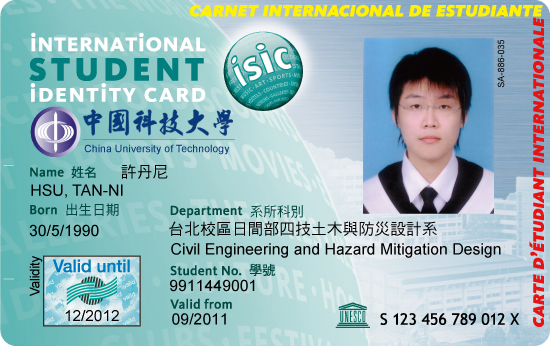 CARNET INTERNACIONAL DE ESTUDIANTE
INTERNATIONAL
STUDENT
IDENTITY CARD
isic
SA-886-035
中國科技大學
China University of Technology
Name 姓名 許丹尼
HSU, TAN-NI
Born 出生日期
30/5/1990
Department 系所科別
台北校區日間部四技土木與防災設計系
Civil Engineering and Hazard Mitigation Design
Student No. 學號
9911449001
Validity
Valid until
12/2012
Valid from
09/2011
UNESCO
S 123 456 789 012 X
CARTE D'ÉTUDIANT INTERNATIONALE